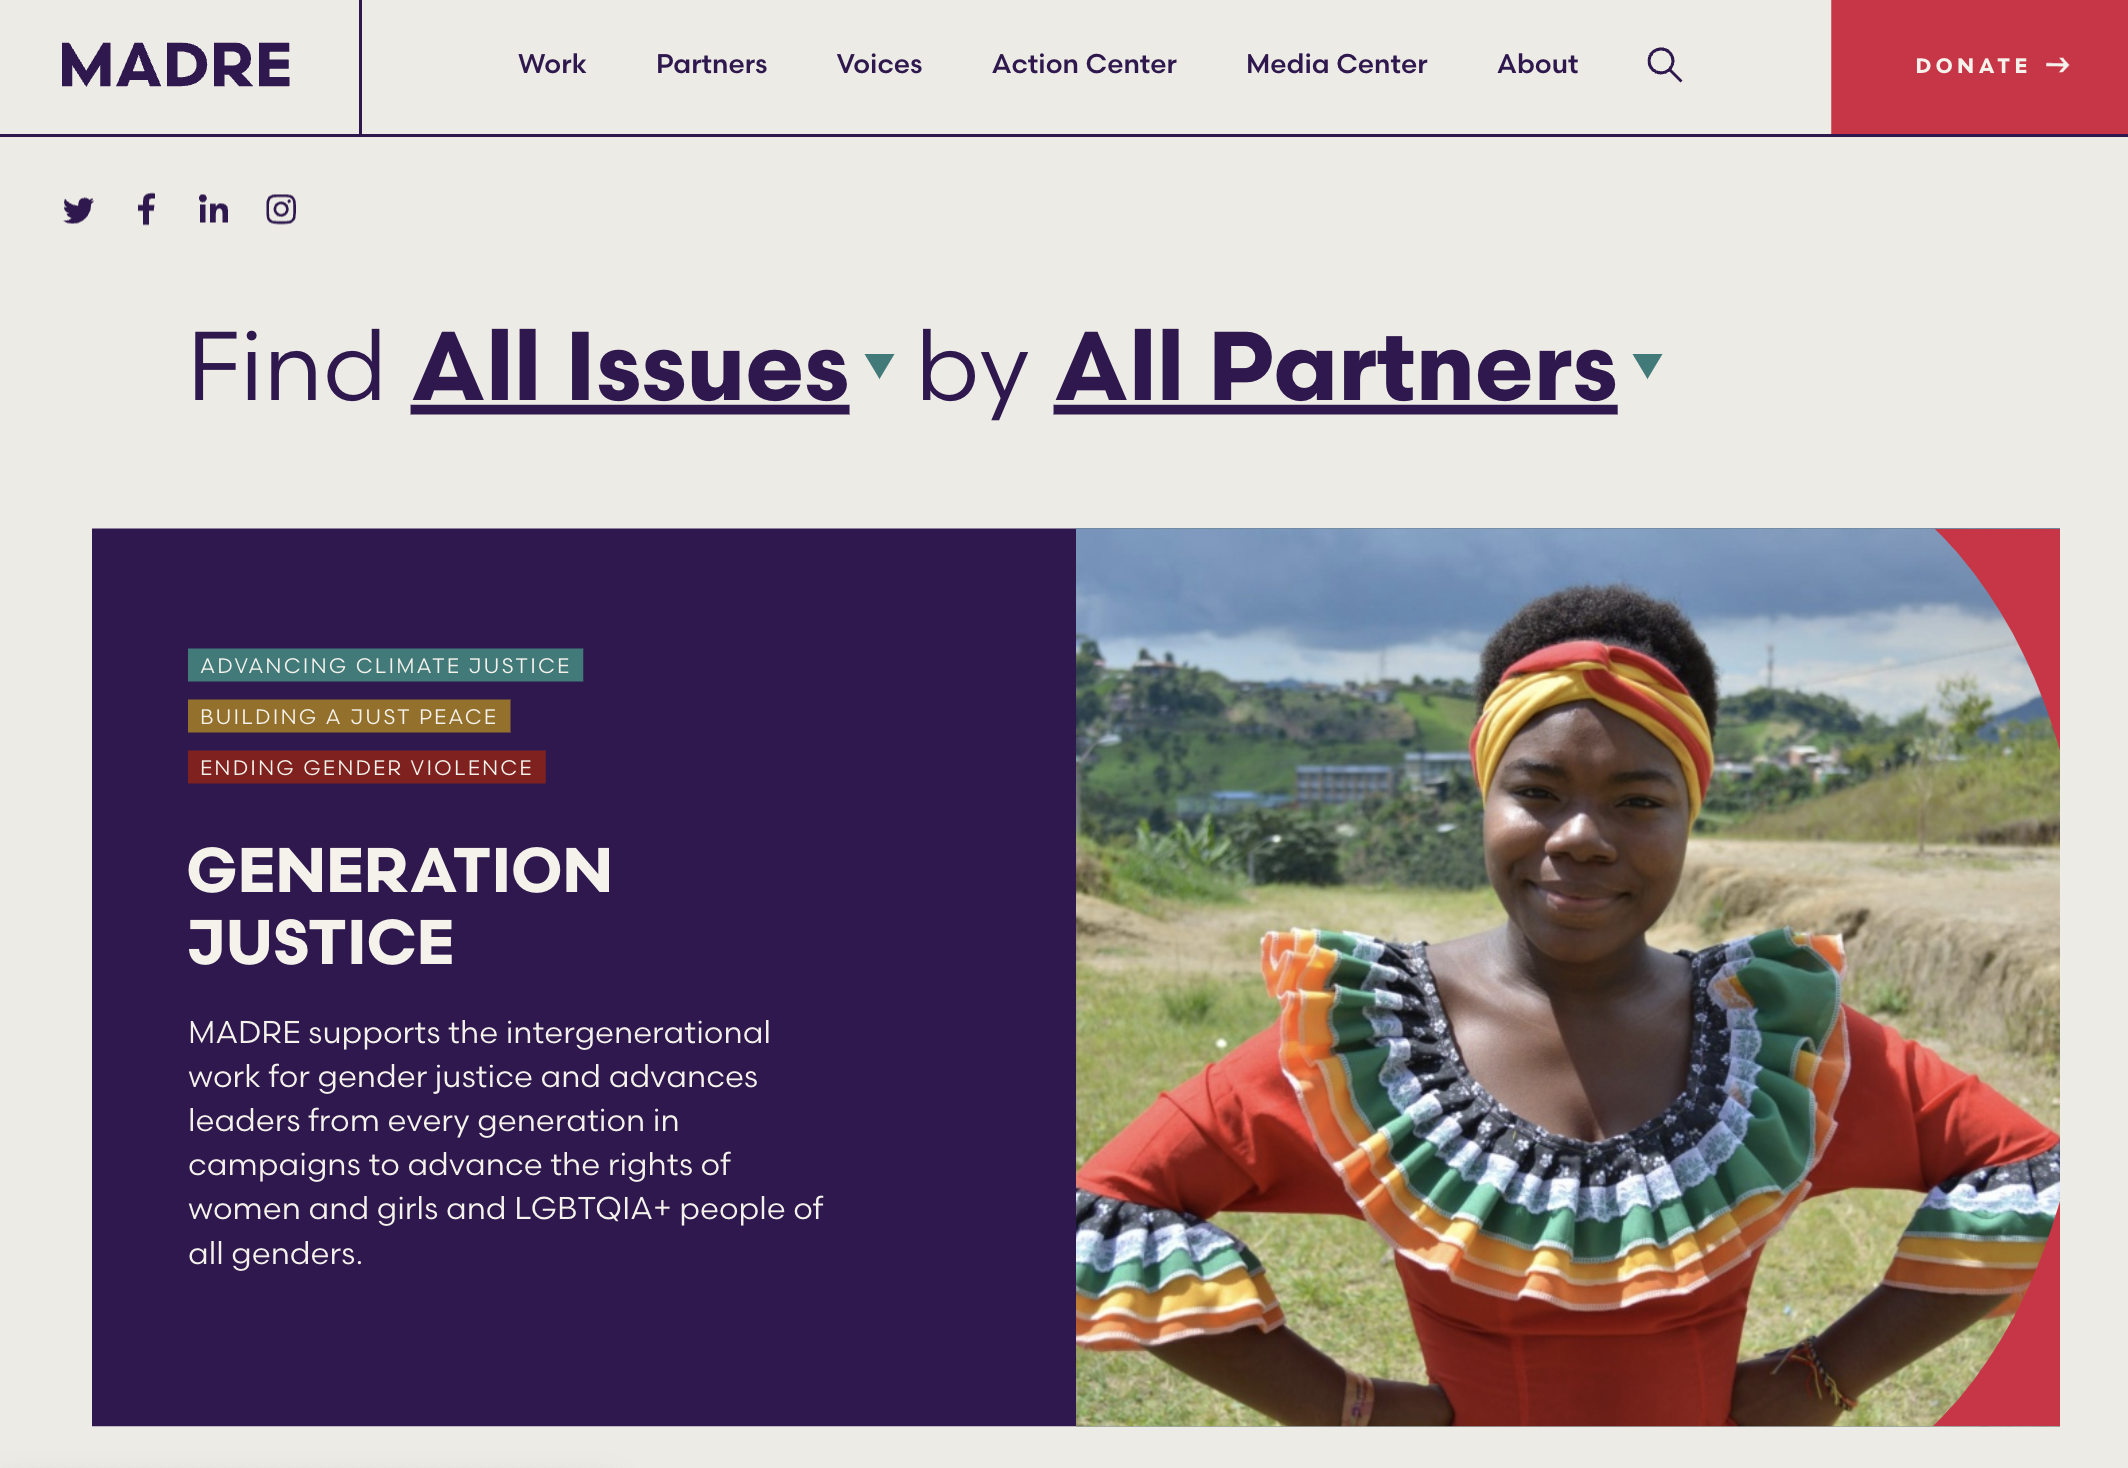 MADRE
Work Partners Voices Action Center Media Center About
DONATE →
Find All Issues by All Partners
ADVANCING CLIMATE JUSTICE
BUILDING A JUST PEACE
ENDING GENDER VIOLENCE
GENERATION
JUSTICE
MADRE supports the intergenerational
work for gender justice and advances
leaders from every generation in
campaigns to advance the rights of
women and girls and LGBTQIA+ people of
all genders.